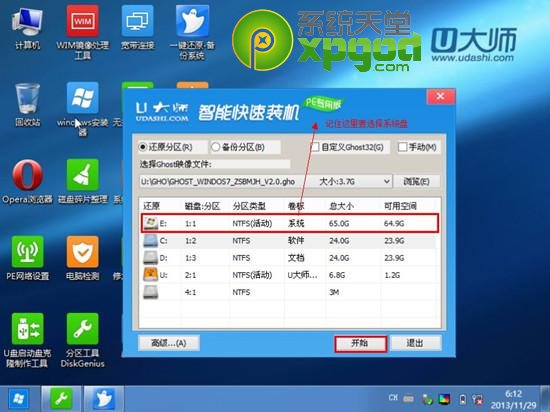 系统天堂
xpgod
.com
U大师
www.udashi.com
计算机
WIM镜像处理工具
宽带连接
一键还原·备份系统
回收站
windows安装器
无
Opera浏览器
磁盘碎片整理
PE网络设置
电脑检测
修
U盘启动盘克隆制作工具
分区工具DiskGenius
U大师
UDASHI.COM
智能快速装机
PE专用版
记住这里要选择系统盘
还原分区(R)
备份分区(B)
自定义Ghost32(G)
手动(M)
选择Ghost映像文件:
U:\GHO\GHOST_WINDOS7_ZSBMJH_V2.0.gho
大小:3.7G
浏览(E)
还原 磁盘:分区 分区类型 卷标 总大小 可用空间
E: 1:1 NTFS(活动) 系统 65.0G 64.9G
C: 1:2 NTFS 软件 24.0G 23.9G
D: 1:3 NTFS 文档 24.0G 23.9G
U: 2:1 NTFS(活动) U大师... 6.8G 1.2G
4:1 NTFS 3M
高级...(A)
开始
退出
CH
6:12
2013/11/29